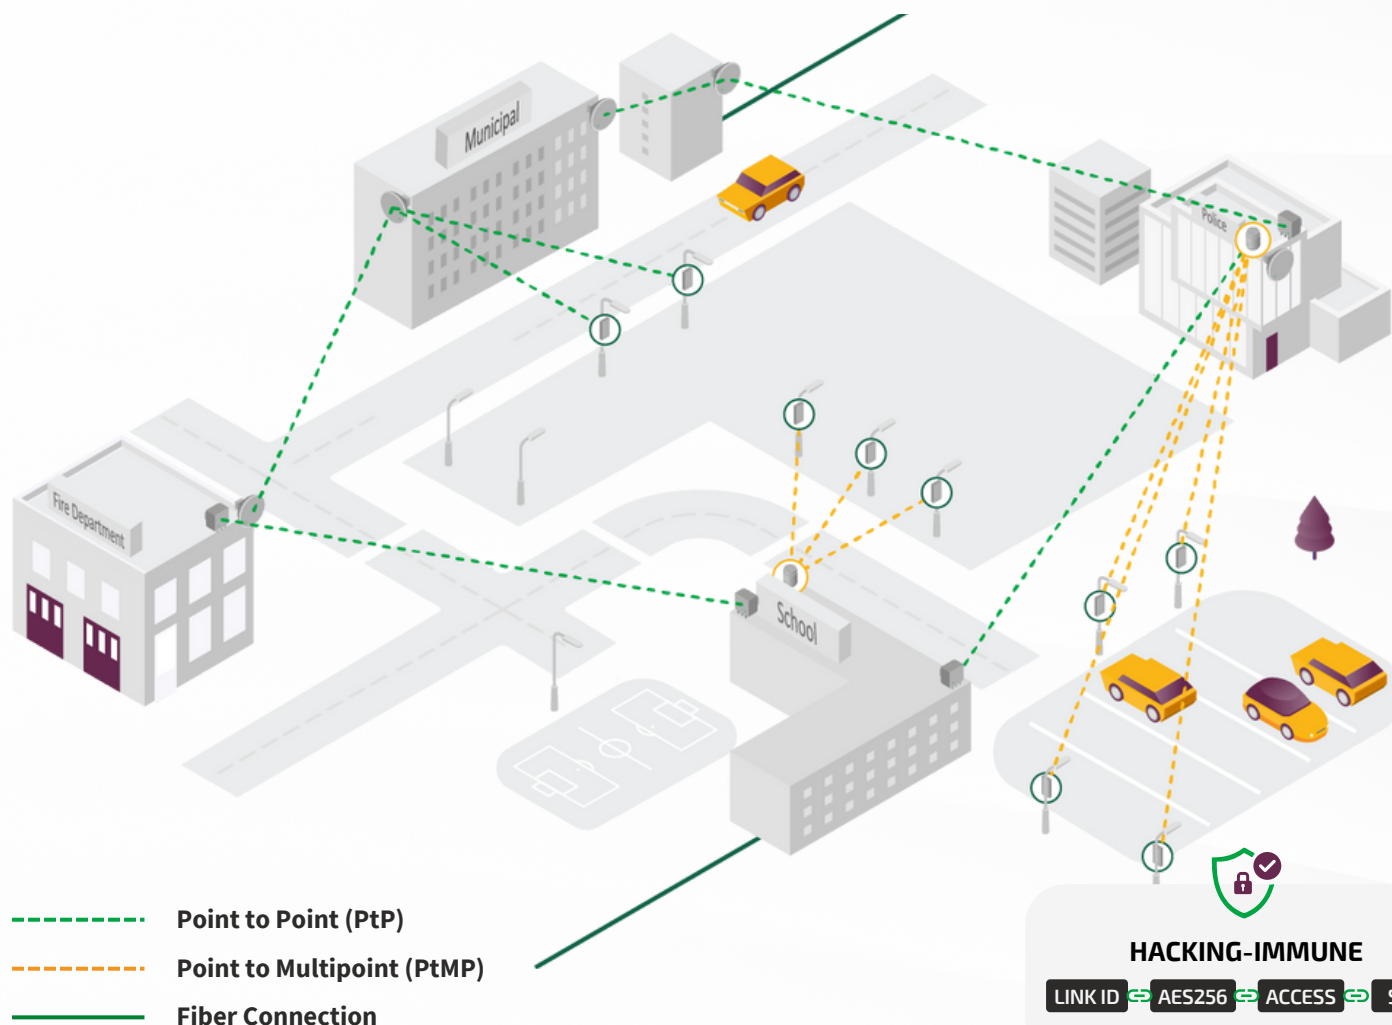 Municipal
Police
Fire Department
School
Point to Point (PtP)
Point to Multipoint (PtMP)
Fiber Connection
HACKING-IMMUNE
LINK ID AES256 ACCESS